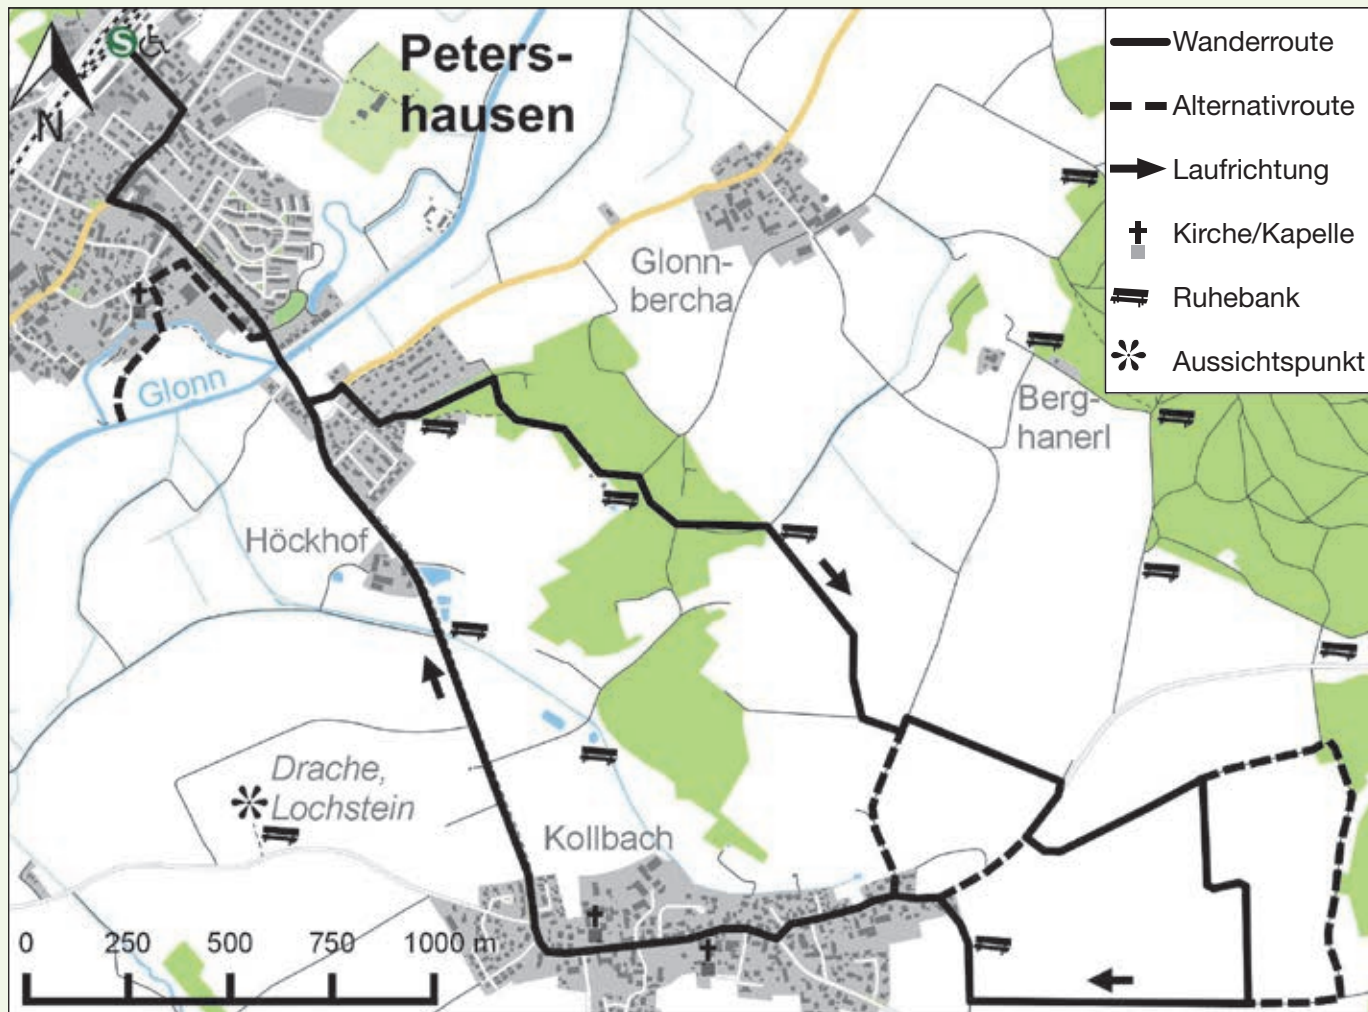 S
N
Peters-
hausen
Wanderroute
Alternativroute
Laufrichtung
Kirche/Kapelle
Ruhebank
Aussichtspunkt
Glonn-
bercha
Glonn
Berg-
hanerl
Höckhof
Drache,
Lochstein
Kollbach
0 250 500 750 1000 m